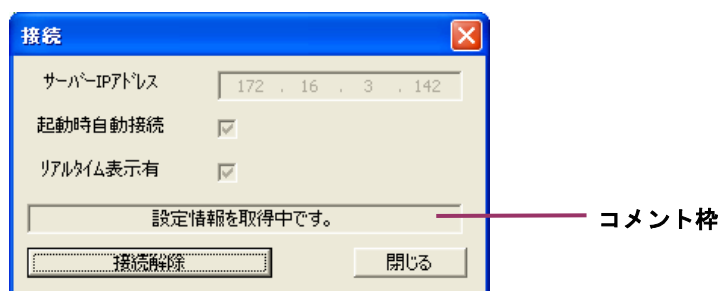 接続
サーバーIPアドレス 172 . 16 . 3 . 142
起動時自動接続
リアルタイム表示有
設定情報を取得中です。
コメント枠
接続解除 閉じる